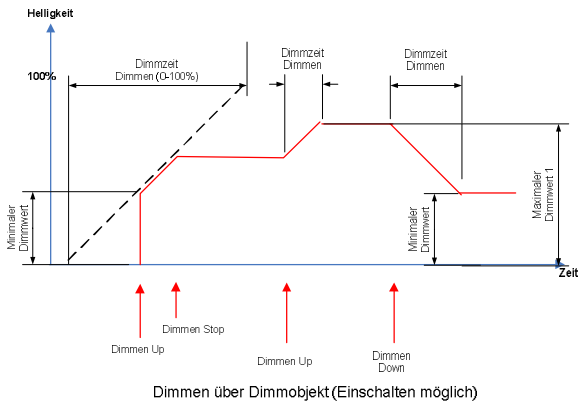 Helligkeit
Dimmzeit
Dimmen (0-100%)
Dimmzeit
Dimmen
Dimmzeit
Dimmen
100%
Minimaler
Dimmwert
Minimaler
Dimmwert
Maximaler
Dimmwert 1
Zeit
Dimmen Up
Dimmen Stop
Dimmen Up
Dimmen
Down
Dimmen über Dimmobjekt (Einschalten möglich)